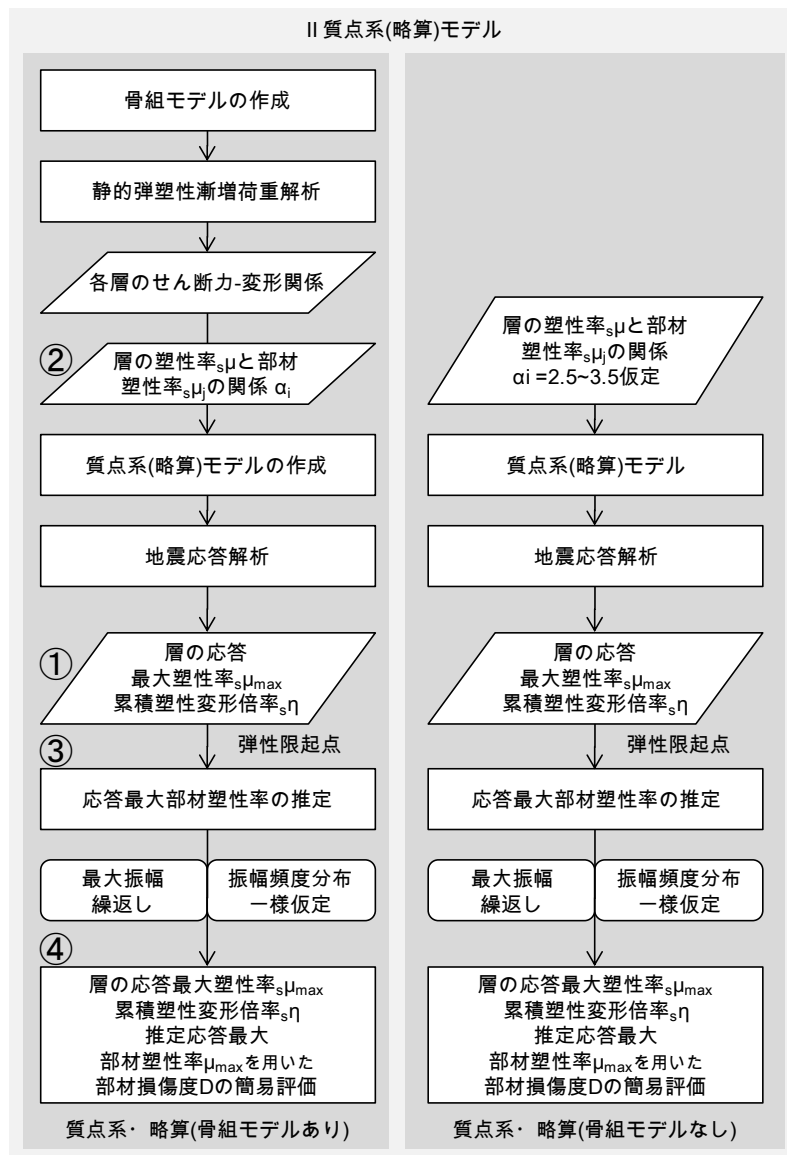 II 質点系(略算)モデル
骨組モデルの作成
静的弾塑性漸増荷重解析
各層のせん断力-変形関係
②
層の塑性率sμと部材
塑性率sμjの関係 αi
質点系(略算)モデルの作成
地震応答解析
①
層の応答
最大塑性率sμmax
累積塑性変形倍率sη
弾性限起点
③
応答最大部材塑性率の推定
最大振幅
繰返し
振幅頻度分布
一様仮定
④
層の応答最大塑性率sμmax
累積塑性変形倍率sη
推定応答最大
部材塑性率μmaxを用いた
部材損傷度Dの簡易評価
質点系・略算(骨組モデルあり)
層の塑性率sμと部材
塑性率sμjの関係
αi =2.5~3.5仮定
質点系(略算)モデル
地震応答解析
層の応答
最大塑性率sμmax
累積塑性変形倍率sη
弾性限起点
応答最大部材塑性率の推定
最大振幅
繰返し
振幅頻度分布
一様仮定
層の応答最大塑性率sμmax
累積塑性変形倍率sη
推定応答最大
部材塑性率μmaxを用いた
部材損傷度Dの簡易評価
質点系・略算(骨組モデルなし)